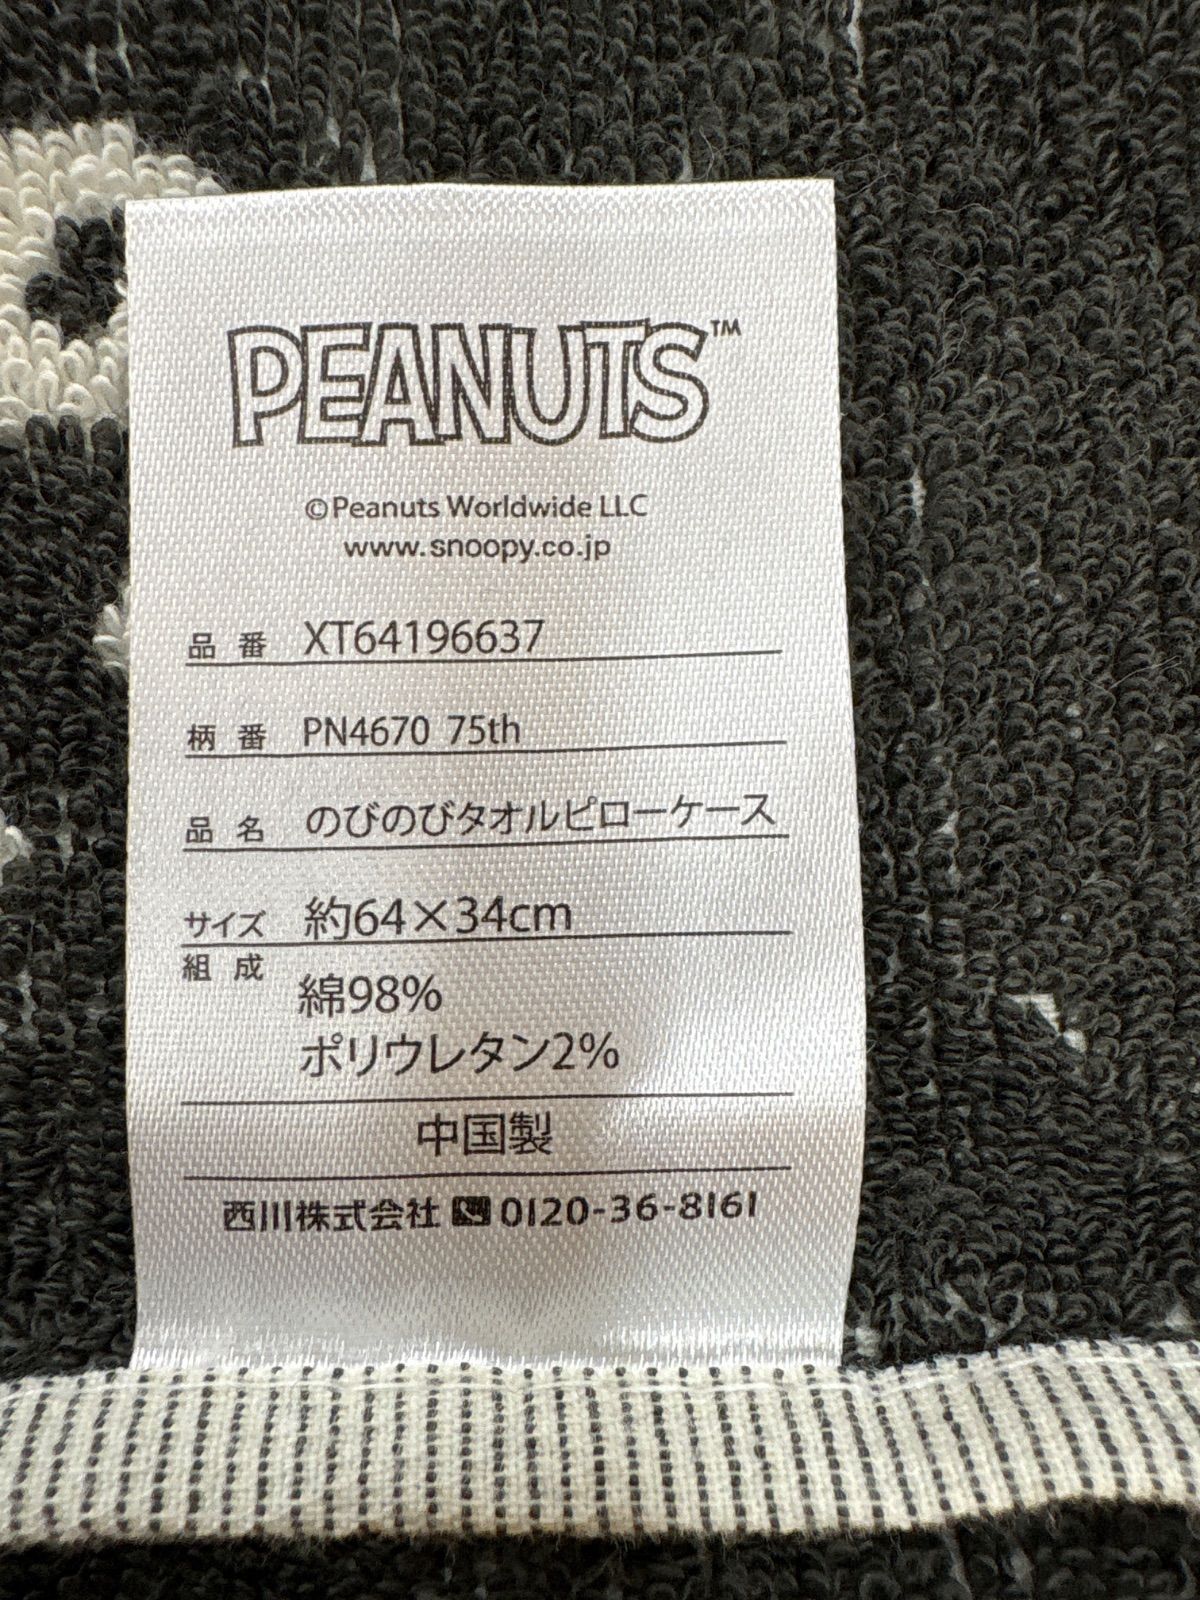 PEANUTS™
©Peanuts Worldwide LLC
www.snoopy.co.jp
品番 XT64196637
柄番 PN4670 75th
品名 のびのびタオルピローケース
サイズ 約64×34cm
組成 綿98%
ポリウレタン2%
中国製
西川株式会社 0120-36-8161